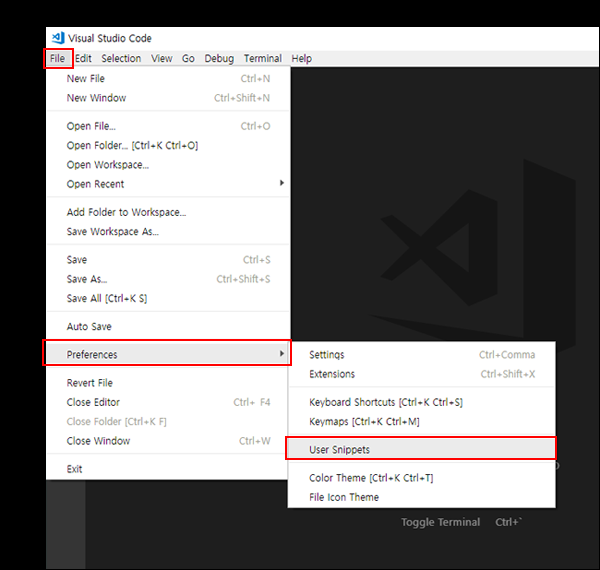 Visual Studio Code
File Edit Selection View Go Debug Terminal Help
New File Ctrl+N
New Window Ctrl+Shift+N
Open File... Ctrl+O
Open Folder... [Ctrl+K Ctrl+O]
Open Workspace...
Open Recent
Add Folder to Workspace...
Save Workspace As...
Save Ctrl+S
Save As... Ctrl+Shift+S
Save All [Ctrl+K S]
Auto Save
Preferences
Revert File
Close Editor Ctrl+ F4
Close Folder [Ctrl+K F]
Close Window Ctrl+W
Exit
Settings Ctrl+Comma
Extensions Ctrl+Shift+X
Keyboard Shortcuts [Ctrl+K Ctrl+S]
Keymaps [Ctrl+K Ctrl+M]
User Snippets
Color Theme [Ctrl+K Ctrl+T]
File Icon Theme
Toggle Terminal Ctrl+`